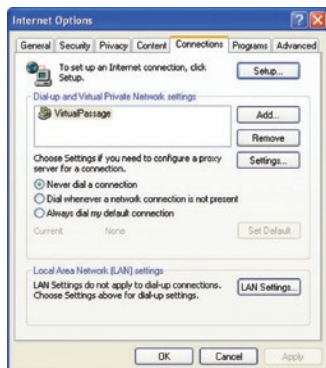 Internet Options
General Security Privacy Content Connections Programs Advanced
To set up an Internet connection, click
Setup.
Setup...
Dial-up and Virtual Private Network settings
VirtualPassage
Add...
Remove
Choose Settings if you need to configure a proxy
server for a connection.
Settings...
Never dial a connection
Dial whenever a network connection is not present
Always dial my default connection
Current None
Set Default
Local Area Network (LAN) settings
LAN Settings do not apply to dial-up connections.
Choose Settings above for dial-up settings.
LAN Settings...
OK Cancel Apply